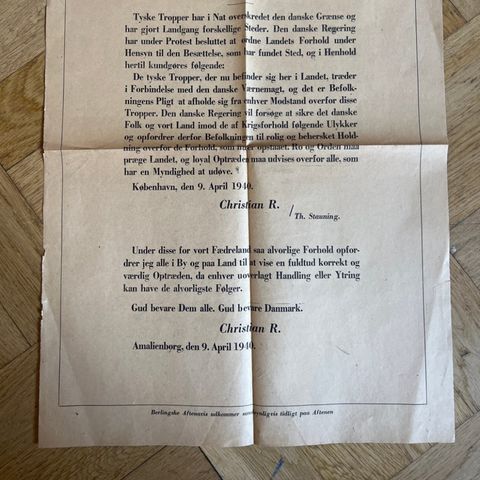 Tyske Tropper har i Nat overskredet den danske Grænse og
har gjort Landgang forskellige Steder. Den danske Regering
har under Protest besluttet at ordne Landets Forhold under
Hensyn til den Besættelse, som har fundet Sted, og i Henhold
hertil kundgøres følgende:
De tyske Tropper, der nu befinder sig her i Landet, træder
i Forbindelse med den danske Værnemagt, og det er Befolk-
ningens Pligt at afholde sig fra enhver Modstand overfor disse
Tropper. Den danske Regering vil forsøge at sikre det danske
Folk og vort Land imod de af Krigsforhold følgende Ulykker
og opfordrer derfor Befolkningen til rolig og behersket Hold-
ning overfor de Forhold, som nu er opstaaet. Ro og Orden maa
præge Landet, og loyal Optræden maa udvises overfor alle, som
har en Myndighed at udøve.
København, den 9. April 1940.
Christian R.
/Th. Stauning.
Under disse for vort Fædreland saa alvorlige Forhold opfor-
drer jeg alle i By og paa Land til at vise en fuldtud korrekt og
værdig Optræden, da enhver uoverlagt Handling eller Ytring
kan have de alvorligste Følger.
Gud bevare Dem alle. Gud bevare Danmark.
Christian R.
Amalienborg, den 9. April 1940.
Berlingske Aftenavis udkommer sandsynligvis tidligt paa Aftenen